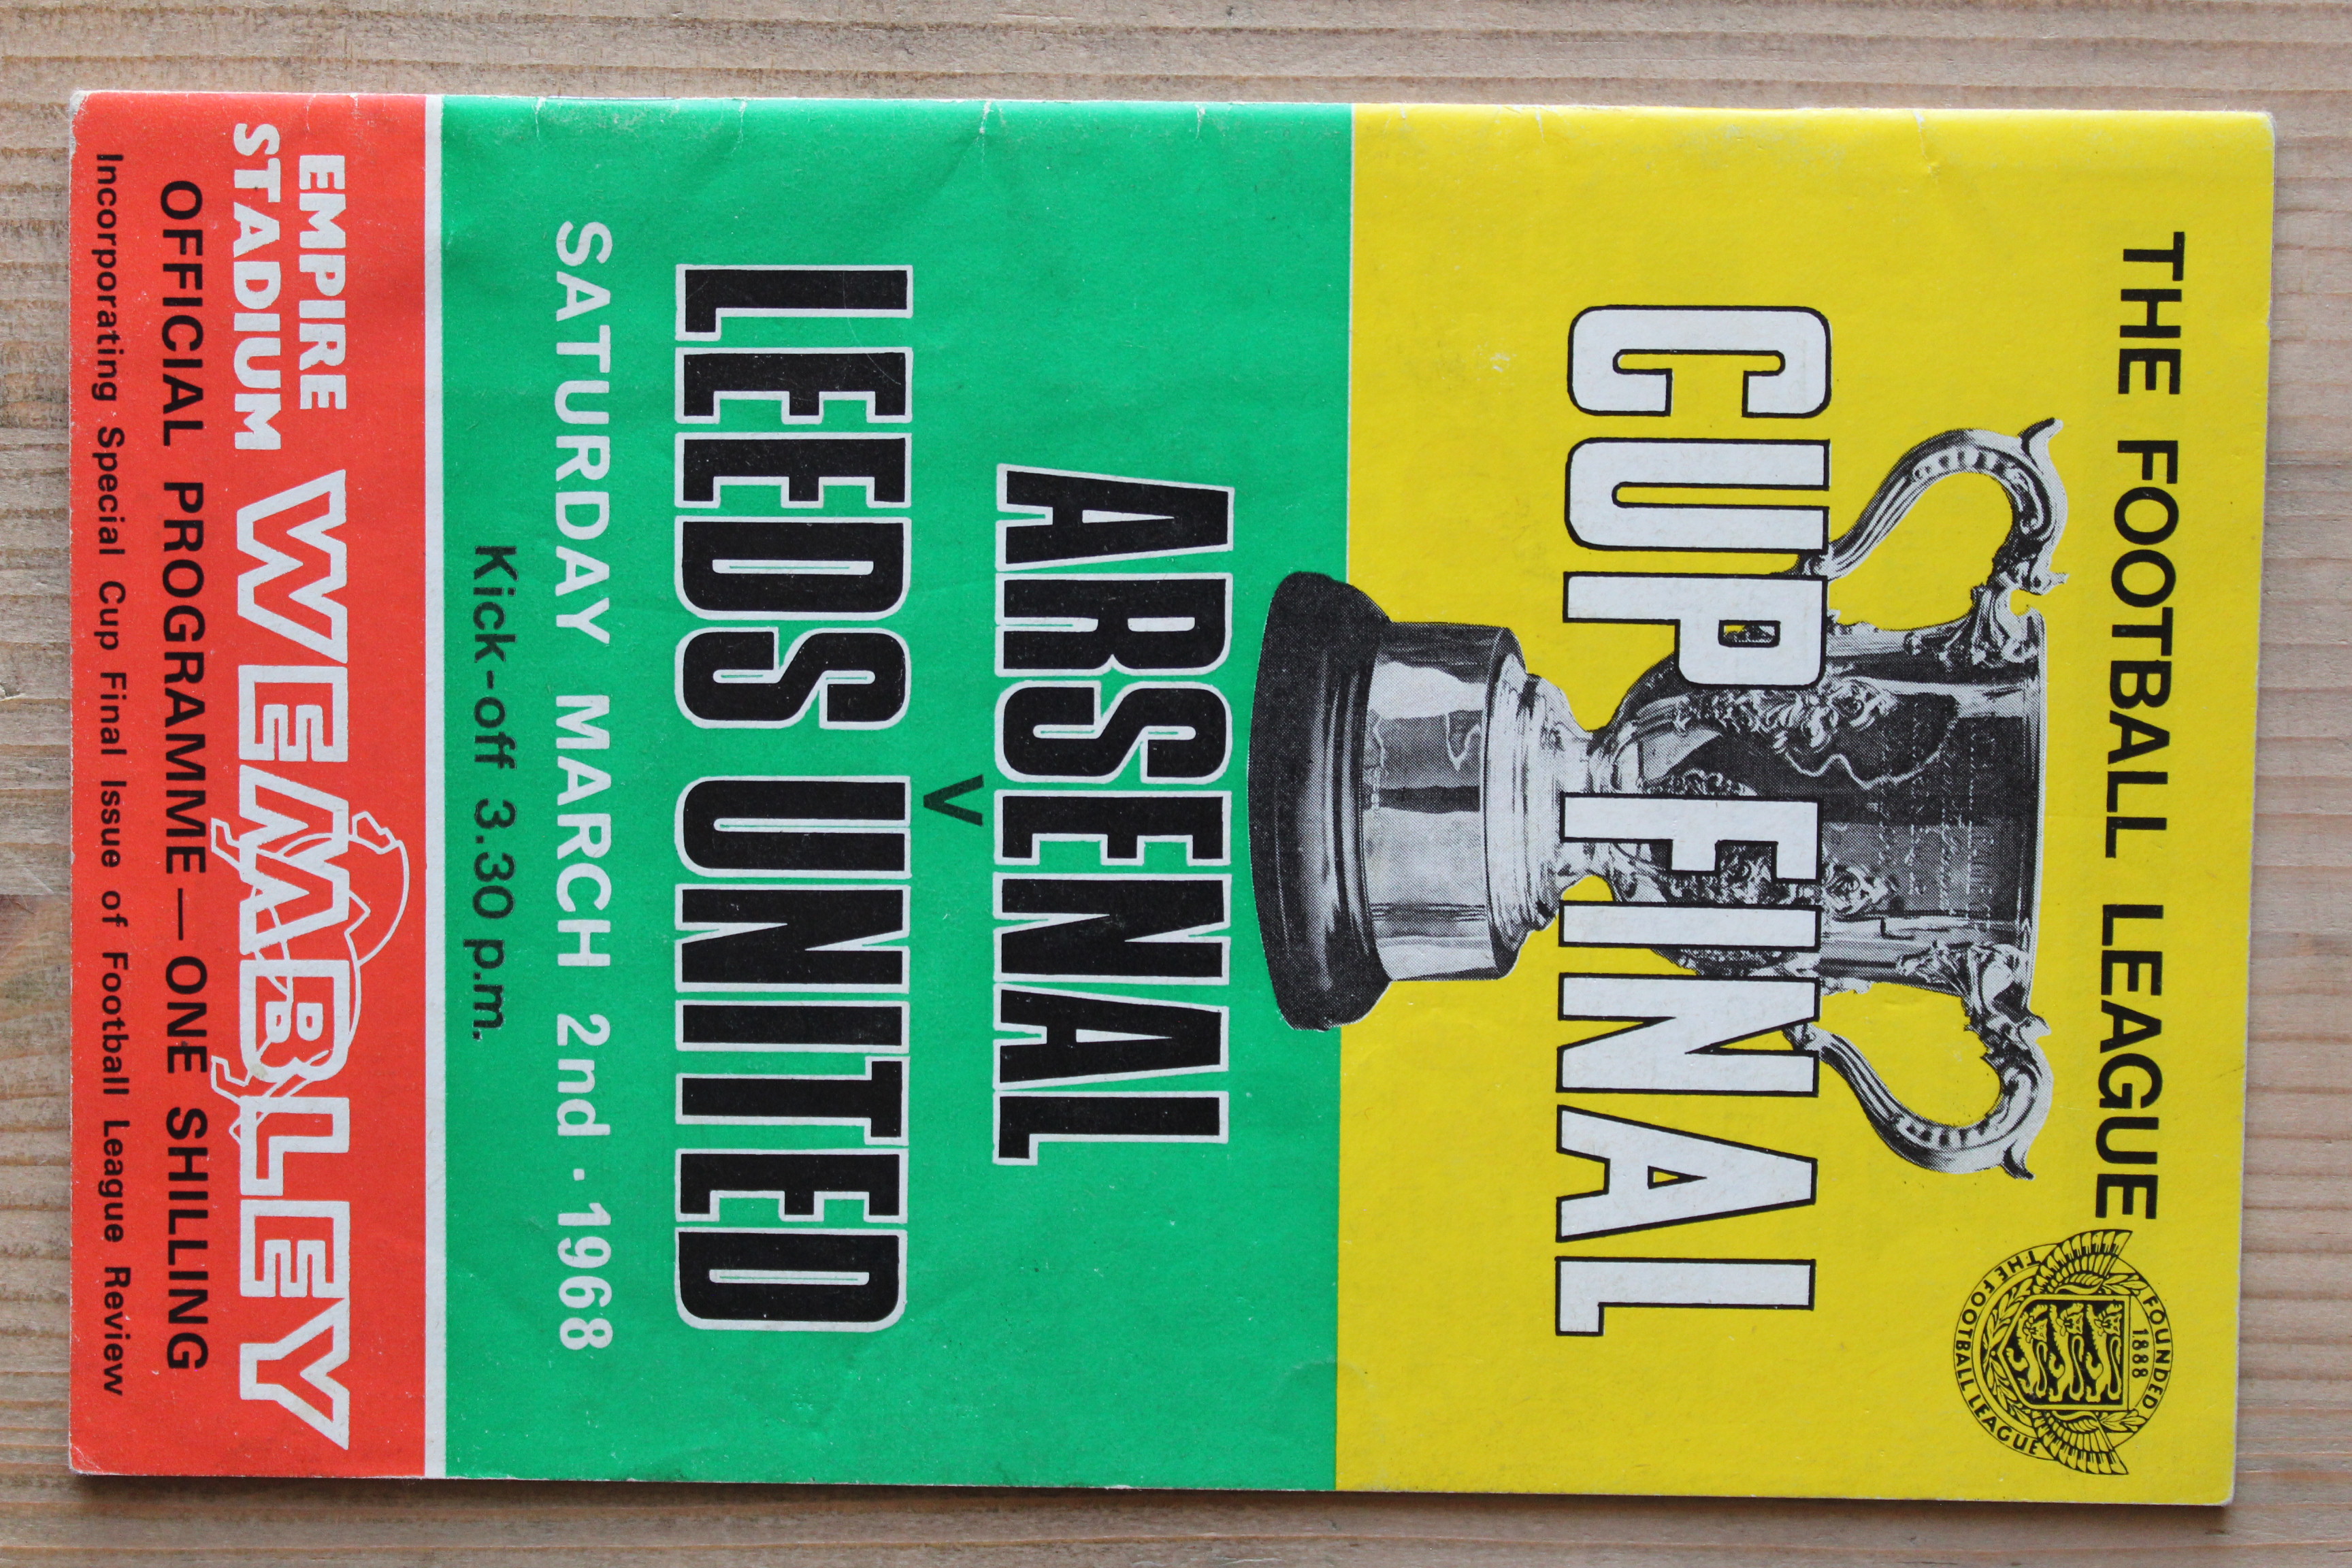 THE FOOTBALL LEAGUE
FOUNDED
1888
THE FOOTBALL LEAGUE
CUP FINAL
ARSENAL
V
LEEDS UNITED
SATURDAY MARCH 2nd · 1968
Kick-off 3.30 p.m.
EMPIRE
STADIUM
WEMBLEY
OFFICIAL PROGRAMME — ONE SHILLING
Incorporating Special Cup Final Issue of Football League Review